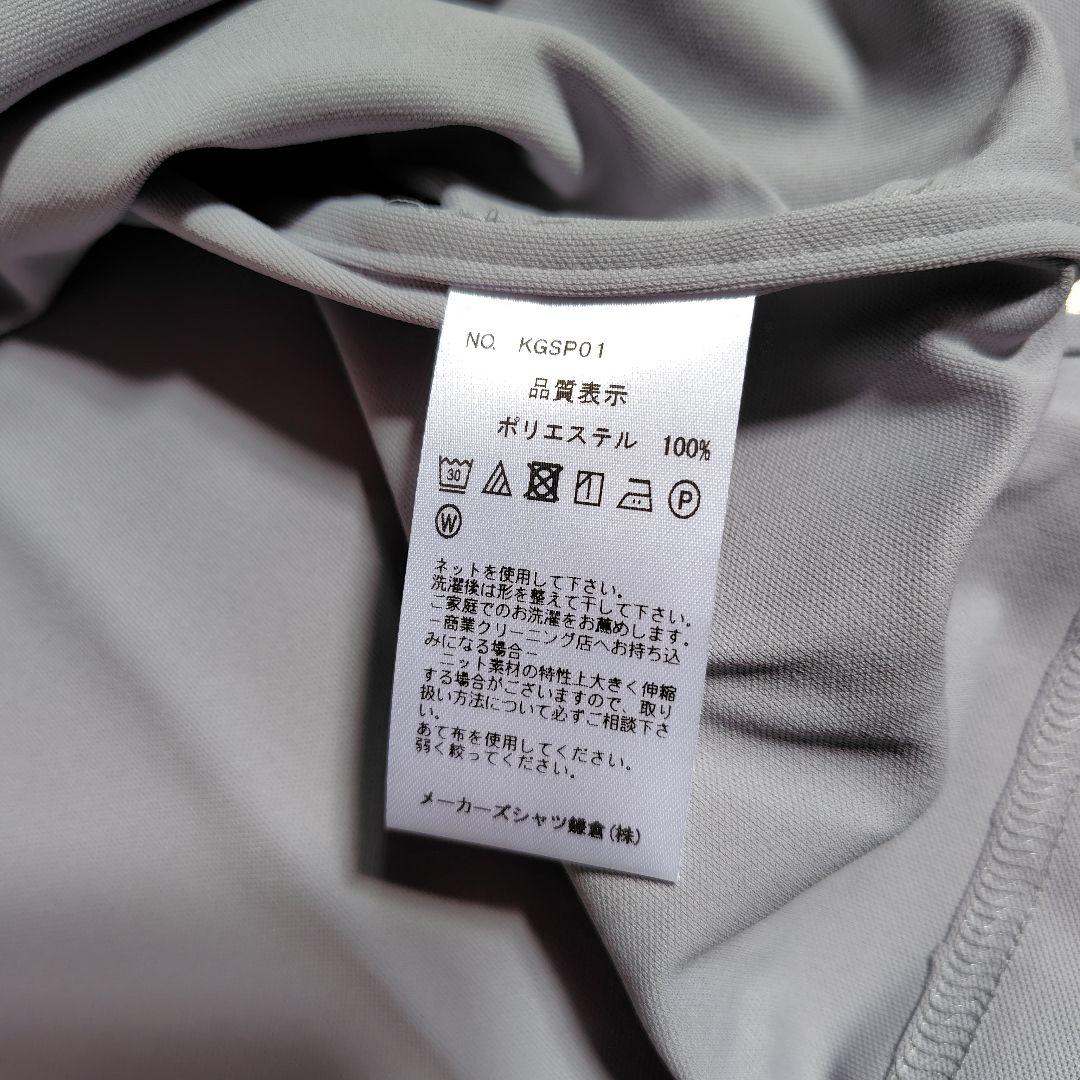 NO. KGSP01
品質表示
ポリエステル 100%
30 P
W
ネットを使用して下さい。
洗濯後は形を整えて干して下さい。
ご家庭でのお洗濯をお薦めします。
－商業クリーニング店へお持ち込
みになる場合－
ニット素材の特性上大きく伸縮
する場合がございますので、取り
扱い方法について必ずご相談下さ
い。
あて布を使用してください。
弱く絞ってください。
メーカーズシャツ鎌倉(株)